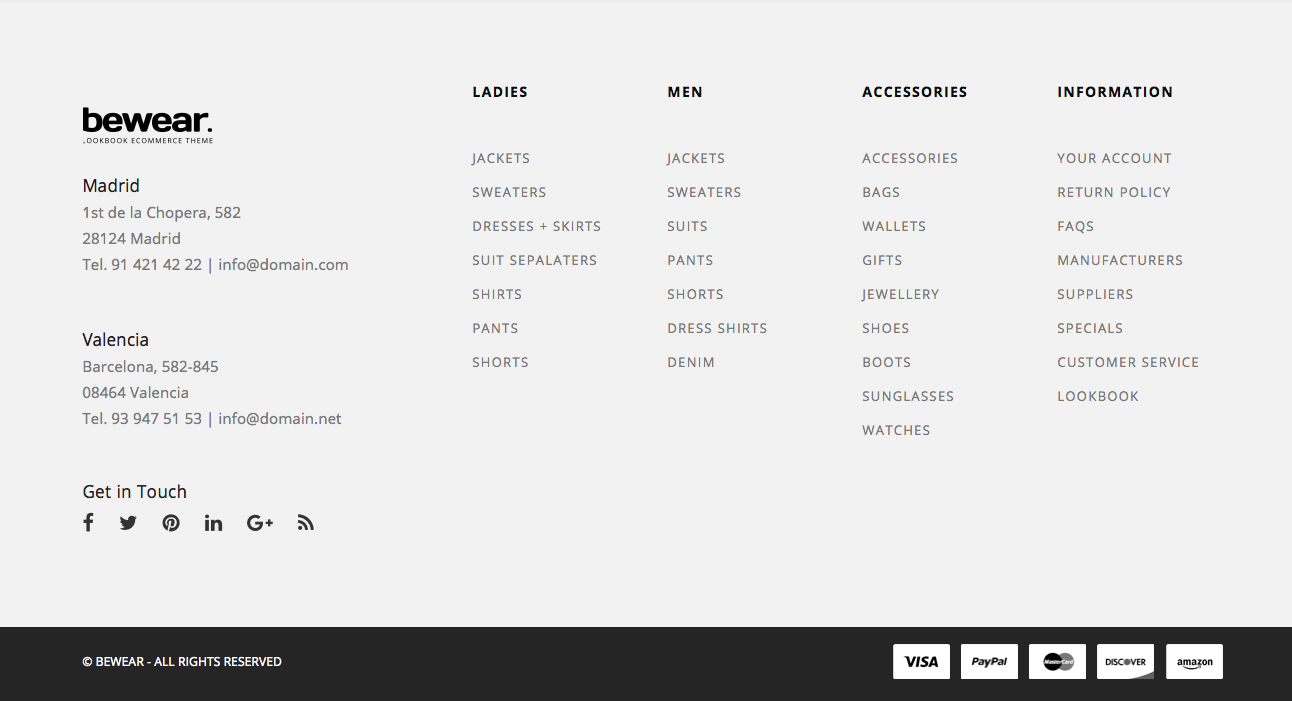 bewear.
LOOKBOOK ECOMMERCE THEME
Madrid
1st de la Chopera, 582
28124 Madrid
Tel. 91 421 42 22 | info@domain.com
Valencia
Barcelona, 582-845
08464 Valencia
Tel. 93 947 51 53 | info@domain.net
Get in Touch
LADIES
JACKETS
SWEATERS
DRESSES + SKIRTS
SUIT SEPALATERS
SHIRTS
PANTS
SHORTS
MEN
JACKETS
SWEATERS
SUITS
PANTS
SHORTS
DRESS SHIRTS
DENIM
ACCESSORIES
ACCESSORIES
BAGS
WALLETS
GIFTS
JEWELLERY
SHOES
BOOTS
SUNGLASSES
WATCHES
INFORMATION
YOUR ACCOUNT
RETURN POLICY
FAQS
MANUFACTURERS
SUPPLIERS
SPECIALS
CUSTOMER SERVICE
LOOKBOOK
© BEWEAR - ALL RIGHTS RESERVED
VISA
PayPal
MasterCard
DISCOVER
amazon